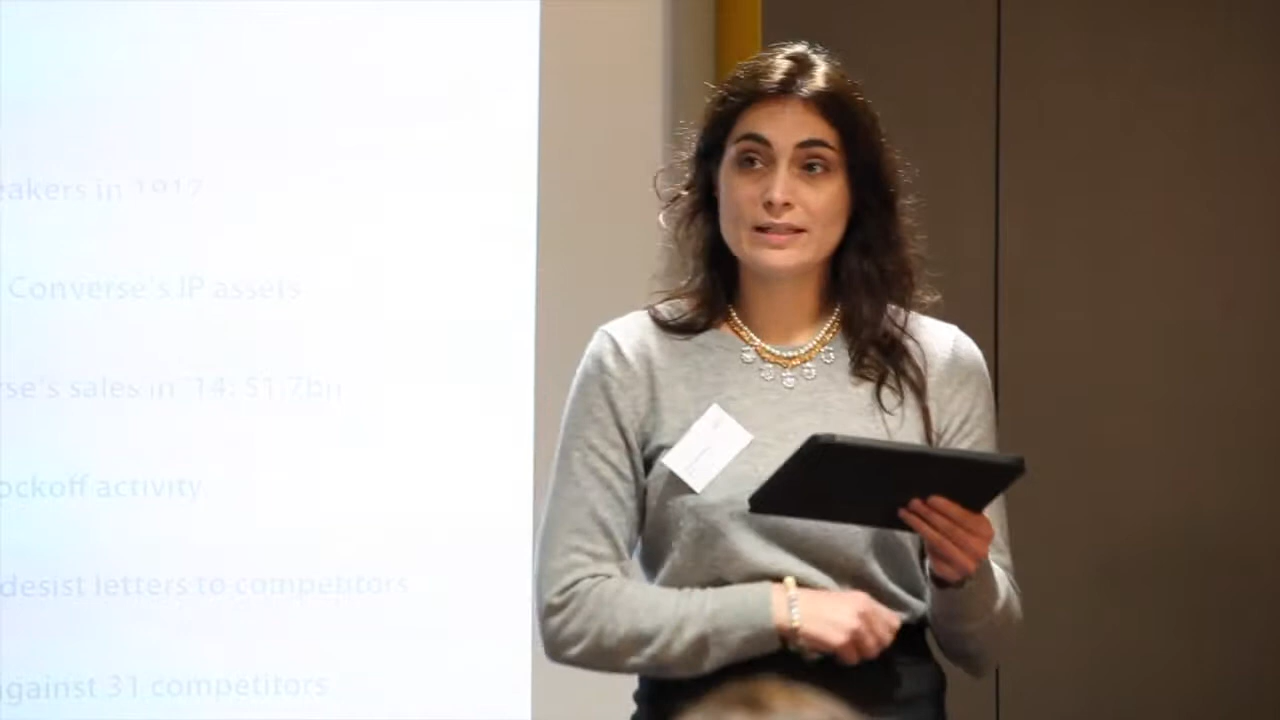 eakers in 1917
Converse's IP assets
rse's sales in '14: $1.7bn
ockoff activity
desist letters to competitors
against 31 competitors